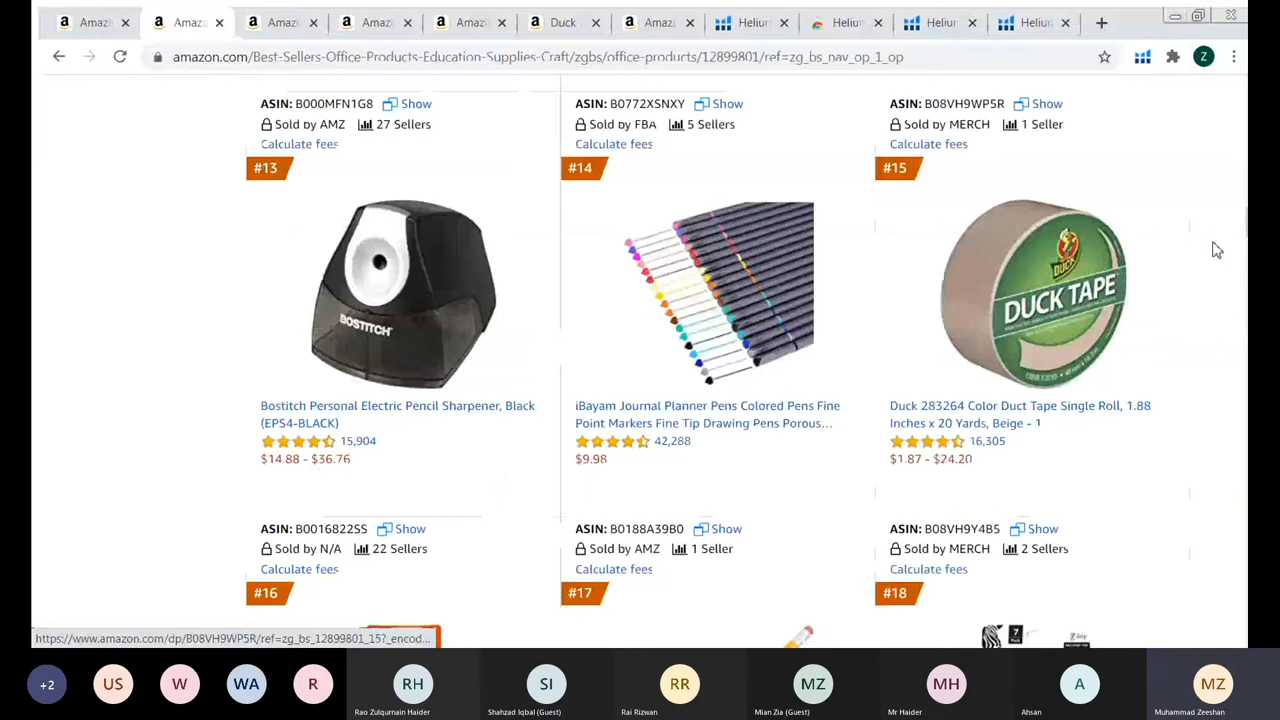 Amaz
Amaz
Amaz
Amaz
Amaz
Duck
Amaz
Helium
Helium
Helium
Helium
amazon.com/Best-Sellers-Office-Products-Education-Supplies-Craft/zgbs/office-products/12899801/ref=zg_bs_nav_op_1_op
Z
ASIN: B000MFN1G8 Show
Sold by AMZ 27 Sellers
Calculate fees
ASIN: B0772XSNXY Show
Sold by FBA 5 Sellers
Calculate fees
ASIN: B08VH9WP5R Show
Sold by MERCH 1 Seller
Calculate fees
#13
#14
#15
BOSTITCH
DUCK
DUCK TAPE
Bostitch Personal Electric Pencil Sharpener, Black
(EPS4-BLACK)
15,904
$14.88 - $36.76
iBayam Journal Planner Pens Colored Pens Fine
Point Markers Fine Tip Drawing Pens Porous…
42,288
$9.98
Duck 283264 Color Duct Tape Single Roll, 1.88
Inches x 20 Yards, Beige - 1
16,305
$1.87 - $24.20
ASIN: B0016822SS Show
Sold by N/A 22 Sellers
Calculate fees
ASIN: B0188A39B0 Show
Sold by AMZ 1 Seller
Calculate fees
ASIN: B08VH9Y4B5 Show
Sold by MERCH 2 Sellers
Calculate fees
#16
#17
#18
7
https://www.amazon.com/dp/B08VH9WP5R/ref=zg_bs_12899801_15?_encod...
+2
US
W
WA
R
RH
SI
RR
MZ
MH
A
MZ
Rao Zulqurnain Haider
Shahzad Iqbal (Guest)
Rai Rizwan
Mian Zia (Guest)
Mr Haider
Ahsan
Muhammad Zeeshan